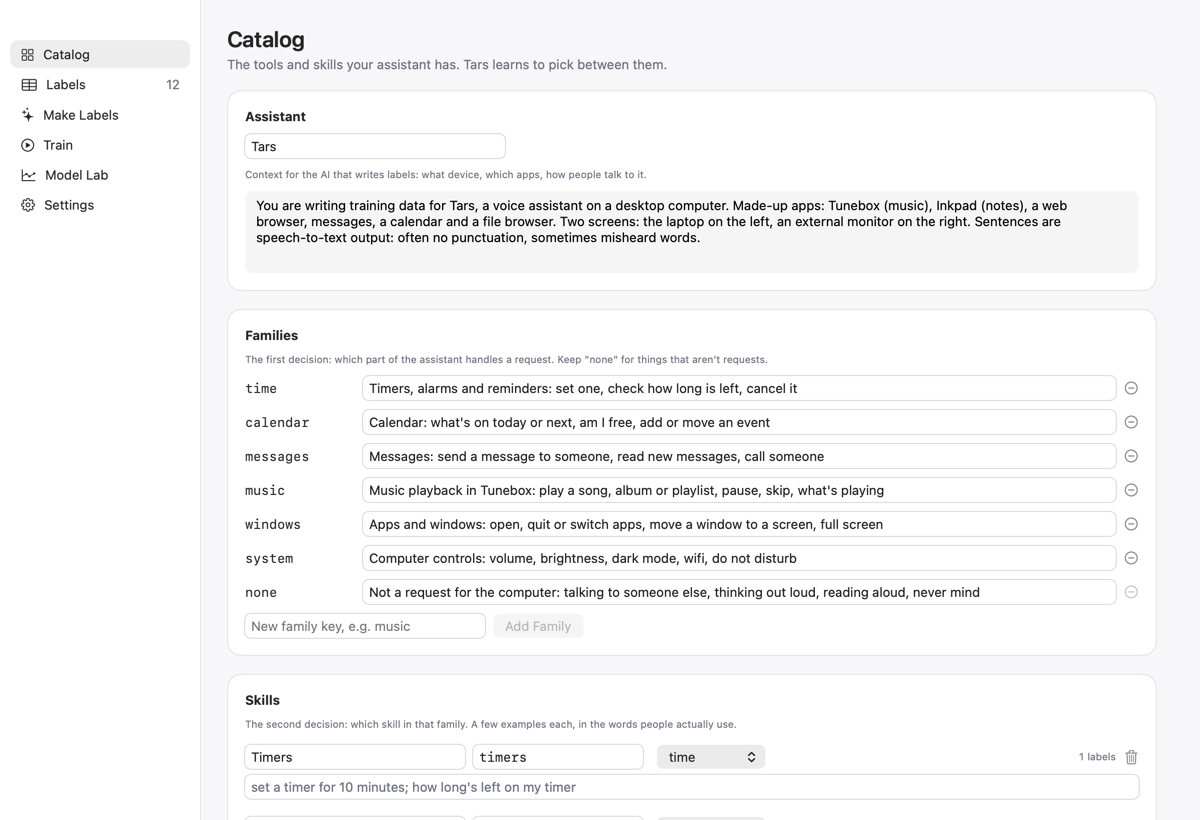 Catalog
Labels 12
Make Labels
Train
Model Lab
Settings
Catalog
The tools and skills your assistant has. Tars learns to pick between them.
Assistant
Tars
Context for the AI that writes labels: what device, which apps, how people talk to it.
You are writing training data for Tars, a voice assistant on a desktop computer. Made-up apps: Tunebox (music), Inkpad (notes), a web
browser, messages, a calendar and a file browser. Two screens: the laptop on the left, an external monitor on the right. Sentences are
speech-to-text output: often no punctuation, sometimes misheard words.
Families
The first decision: which part of the assistant handles a request. Keep "none" for things that aren't requests.
time Timers, alarms and reminders: set one, check how long is left, cancel it
calendar Calendar: what's on today or next, am I free, add or move an event
messages Messages: send a message to someone, read new messages, call someone
music Music playback in Tunebox: play a song, album or playlist, pause, skip, what's playing
windows Apps and windows: open, quit or switch apps, move a window to a screen, full screen
system Computer controls: volume, brightness, dark mode, wifi, do not disturb
none Not a request for the computer: talking to someone else, thinking out loud, reading aloud, never mind
New family key, e.g. music Add Family
Skills
The second decision: which skill in that family. A few examples each, in the words people actually use.
Timers timers time 1 labels
set a timer for 10 minutes; how long's left on my timer